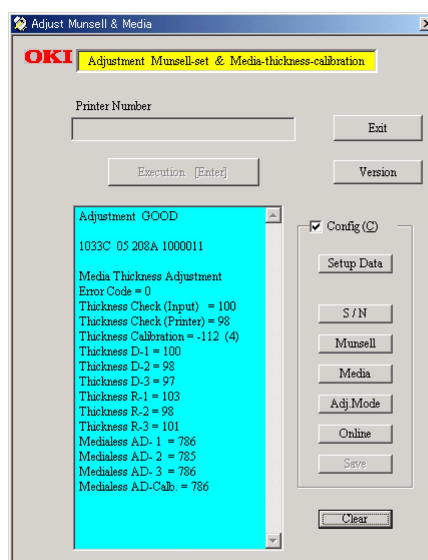 Adjust Munsell & Media
OKI
Adjustment Munsell-set & Media-thickness-calibration
Printer Number
Exit
Execution [Enter]
Version
Adjustment GOOD
1033C 05 208A 1000011
Media Thickness Adjustment
Error Code = 0
Thickness Check (Input) = 100
Thickness Check (Printer) = 98
Thickness Calibration = -112 (4)
Thickness D-1 = 100
Thickness D-2 = 98
Thickness D-3 = 97
Thickness R-1 = 103
Thickness R-2 = 98
Thickness R-3 = 101
Medialess AD- 1 = 786
Medialess AD- 2 = 785
Medialess AD- 3 = 786
Medialess AD-Calb. = 786
Config (C)
Setup Data
S / N
Munsell
Media
Adj.Mode
Online
Save
Clear